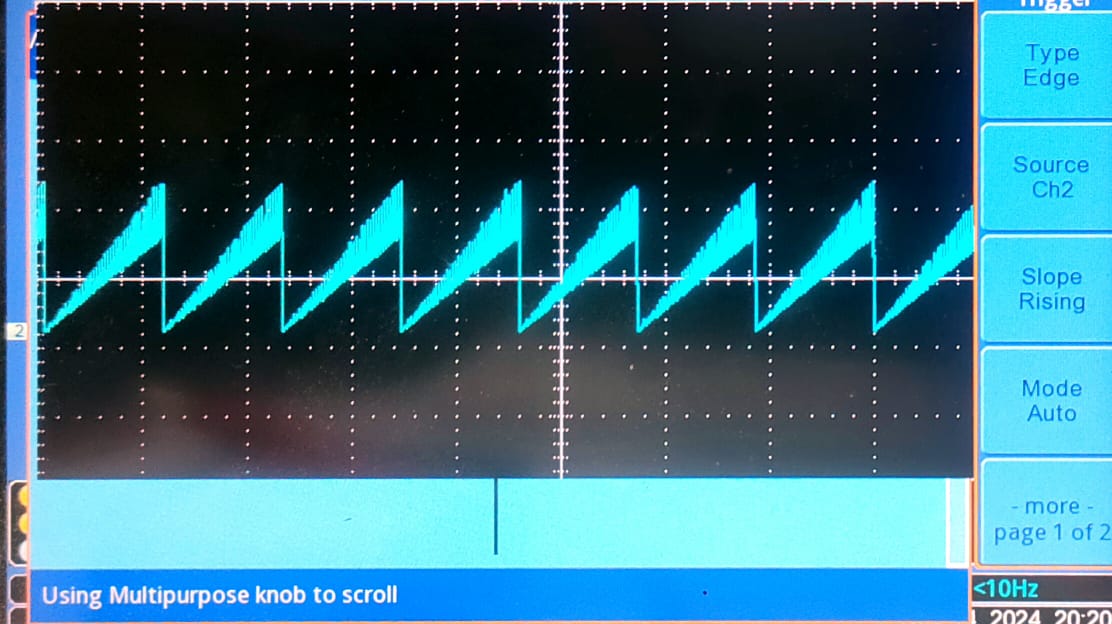 Trigger
Type
Edge
Source
Ch2
Slope
Rising
Mode
Auto
- more -
page 1 of 2
2
Using Multipurpose knob to scroll
<10Hz
2024 20:20